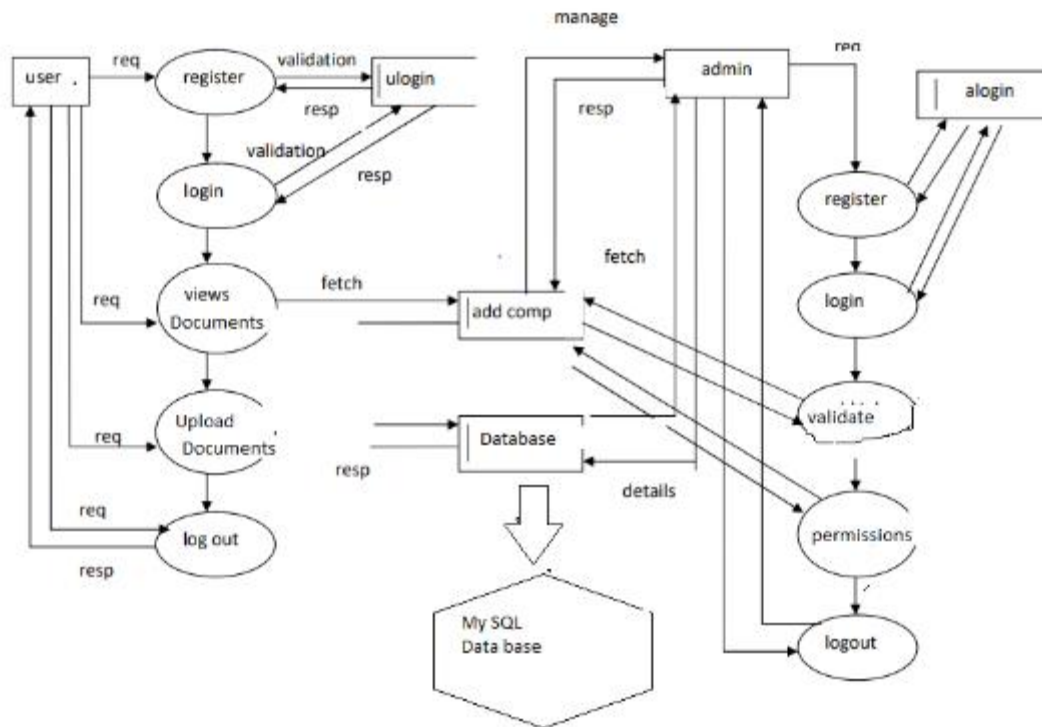 manage
user
req
register
validation
ulogin
resp
admin
req
alogin
resp
validation
resp
login
register
fetch
fetch
login
req
views
Documents
add comp
validate
req
Upload
Documents
Database
resp
details
permissions
req
log out
resp
My SQL
Data base
logout